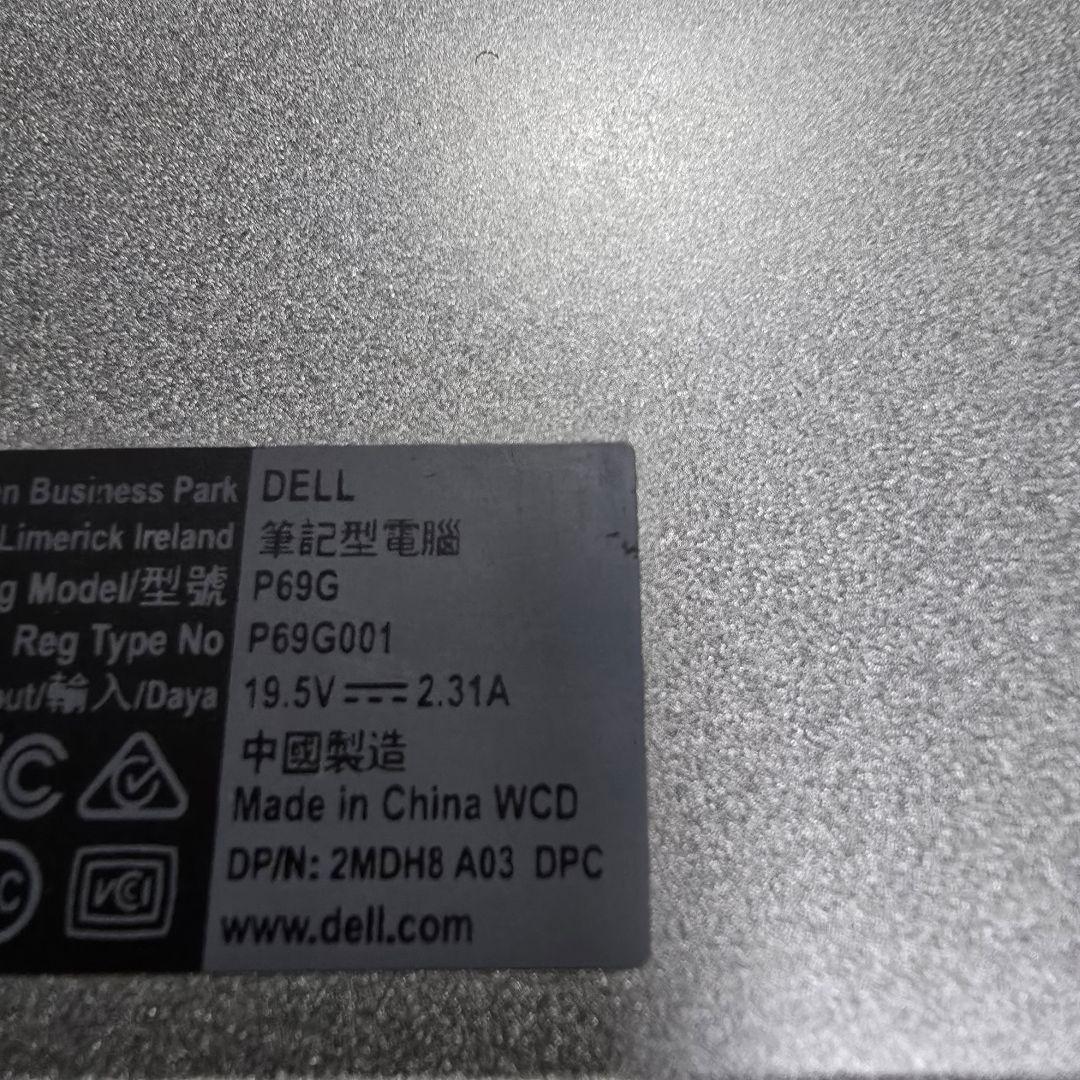 Business Park DELL
Limerick Ireland 筆記型電腦
Model/型號 P69G
Reg Type No P69G001
/輸入/Daya 19.5V 2.31A
中國製造
Made in China WCD
DP/N: 2MDH8 A03 DPC
VCCI
www.dell.com